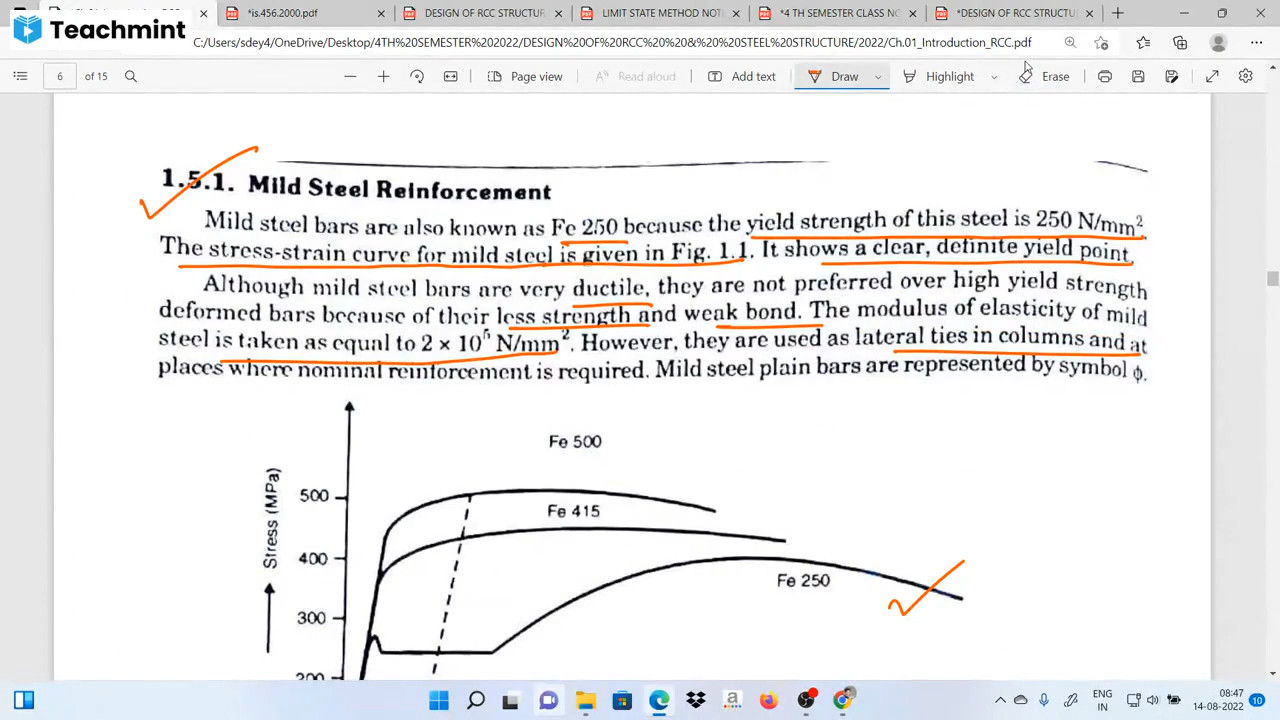 *is.456.2000.pdf
DESIGN OF RCC STRUCTUR
LIMIT STATE METHOD NOT
*4 TH SEMESTER NO
*DESIGN OF RCC STRUCTU
Teachmint
C:/Users/sdey4/OneDrive/Desktop/4TH%20SEMESTER%202022/DESIGN%20OF%20RCC%20%20&%20%20STEEL%20STRUCTURE/2022/Ch.01_Introduction_RCC.pdf
6 of 15
Page view
Read aloud
Add text
Draw
Highlight
Erase
1.5.1. Mild Steel Reinforcement
Mild steel bars are also known as Fe 250 because the yield strength of this steel is 250 N/mm².
The stress-strain curve for mild steel is given in Fig. 1.1. It shows a clear, definite yield point.
Although mild steel bars are very ductile, they are not preferred over high yield strength
deformed bars because of their less strength and weak bond. The modulus of elasticity of mild
steel is taken as equal to 2 × 10⁵ N/mm². However, they are used as lateral ties in columns and at
places where nominal reinforcement is required. Mild steel plain bars are represented by symbol ϕ.
Fe 500
500
Fe 415
Stress (MPa)
400
Fe 250
300
200
ENG
IN
08:47
14-08-2022
10